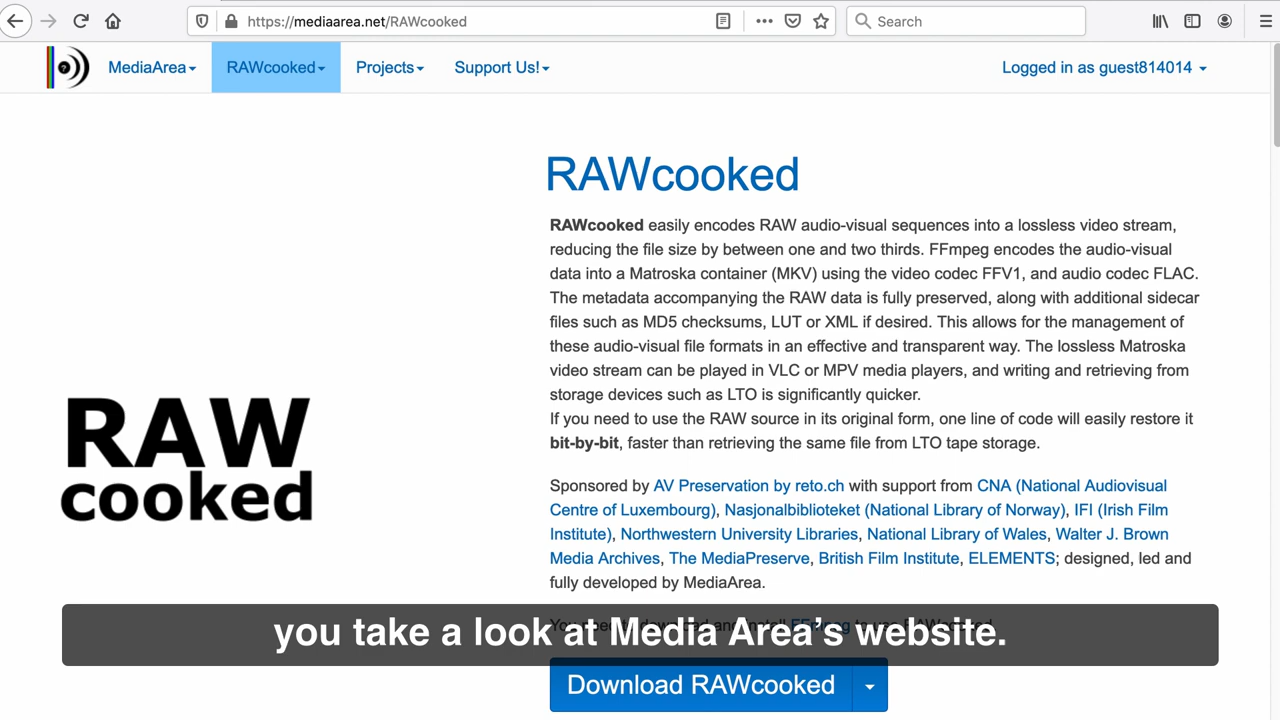 https://mediaarea.net/RAWcooked
Search
MediaArea
RAWcooked
Projects
Support Us!
Logged in as guest814014
RAWcooked
RAWcooked easily encodes RAW audio-visual sequences into a lossless video stream,
reducing the file size by between one and two thirds. FFmpeg encodes the audio-visual
data into a Matroska container (MKV) using the video codec FFV1, and audio codec FLAC.
The metadata accompanying the RAW data is fully preserved, along with additional sidecar
files such as MD5 checksums, LUT or XML if desired. This allows for the management of
these audio-visual file formats in an effective and transparent way. The lossless Matroska
video stream can be played in VLC or MPV media players, and writing and retrieving from
storage devices such as LTO is significantly quicker.
If you need to use the RAW source in its original form, one line of code will easily restore it
bit-by-bit, faster than retrieving the same file from LTO tape storage.
RAW
cooked
Sponsored by AV Preservation by reto.ch with support from CNA (National Audiovisual
Centre of Luxembourg), Nasjonalbiblioteket (National Library of Norway), IFI (Irish Film
Institute), Northwestern University Libraries, National Library of Wales, Walter J. Brown
Media Archives, The MediaPreserve, British Film Institute, ELEMENTS; designed, led and
fully developed by MediaArea.
you take a look at Media Area's website.
Download RAWcooked